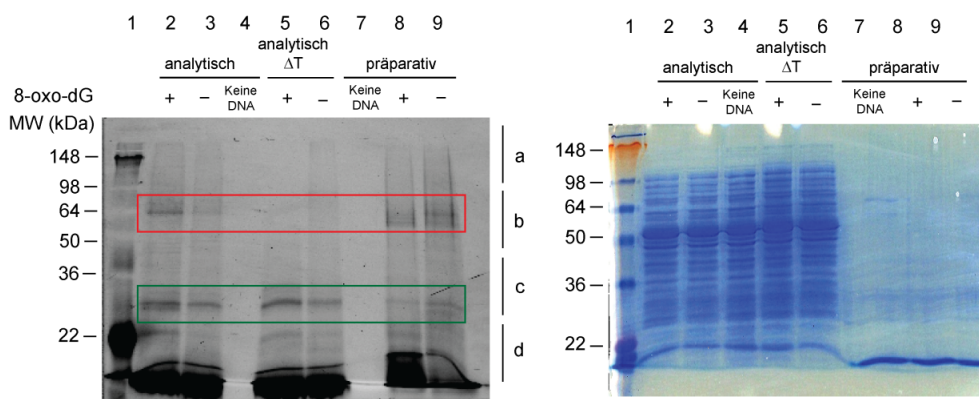 1 2 3 4 5 6 7 8 9
analytisch
analytisch ΔT präparativ
8-oxo-dG + − Keine DNA + − Keine DNA + −
MW (kDa)
148
98
64
50
36
22
a
b
c
d
1 2 3 4 5 6 7 8 9
analytisch
analytisch ΔT präparativ
+ − Keine DNA + − Keine DNA + −
148
98
64
50
36
22